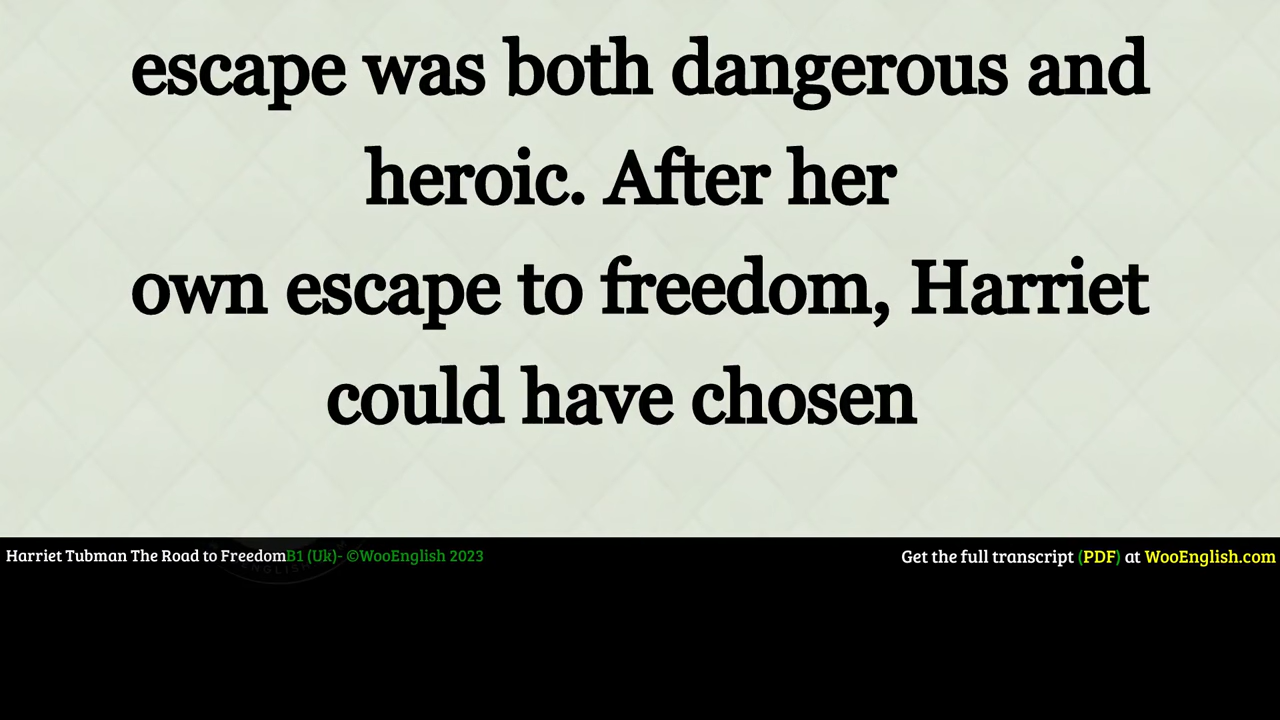 escape was both dangerous and
heroic. After her
own escape to freedom, Harriet
could have chosen
Harriet Tubman The Road to FreedomB1 (Uk)- ©WooEnglish 2023
Get the full transcript (PDF) at WooEnglish.com